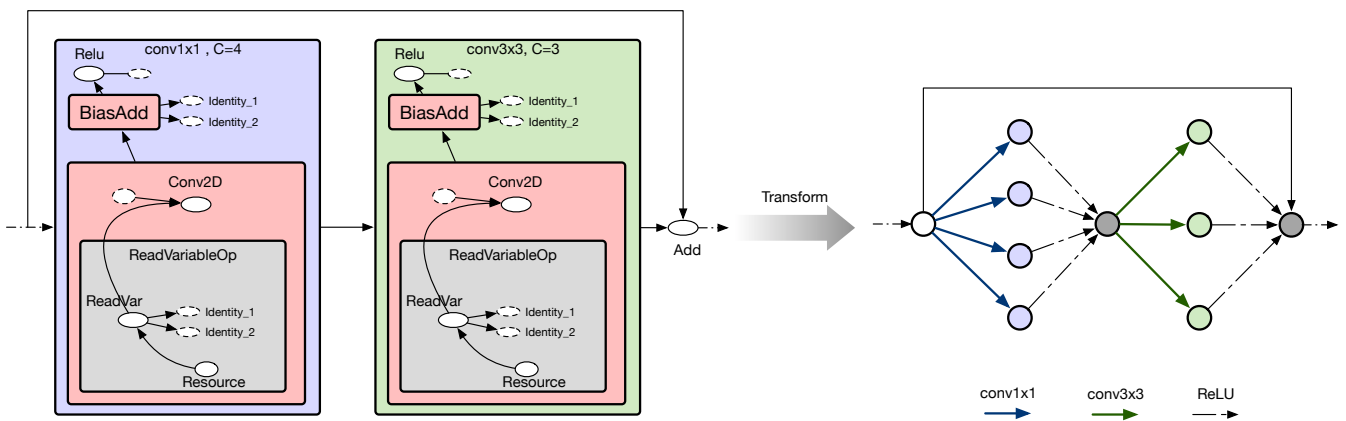 conv1x1 , C=4
Relu
BiasAdd
Identity_1
Identity_2
Conv2D
ReadVariableOp
ReadVar
Identity_1
Identity_2
Resource
conv3x3, C=3
Relu
BiasAdd
Identity_1
Identity_2
Conv2D
ReadVariableOp
ReadVar
Identity_1
Identity_2
Resource
Add
Transform
conv1x1
conv3x3
ReLU